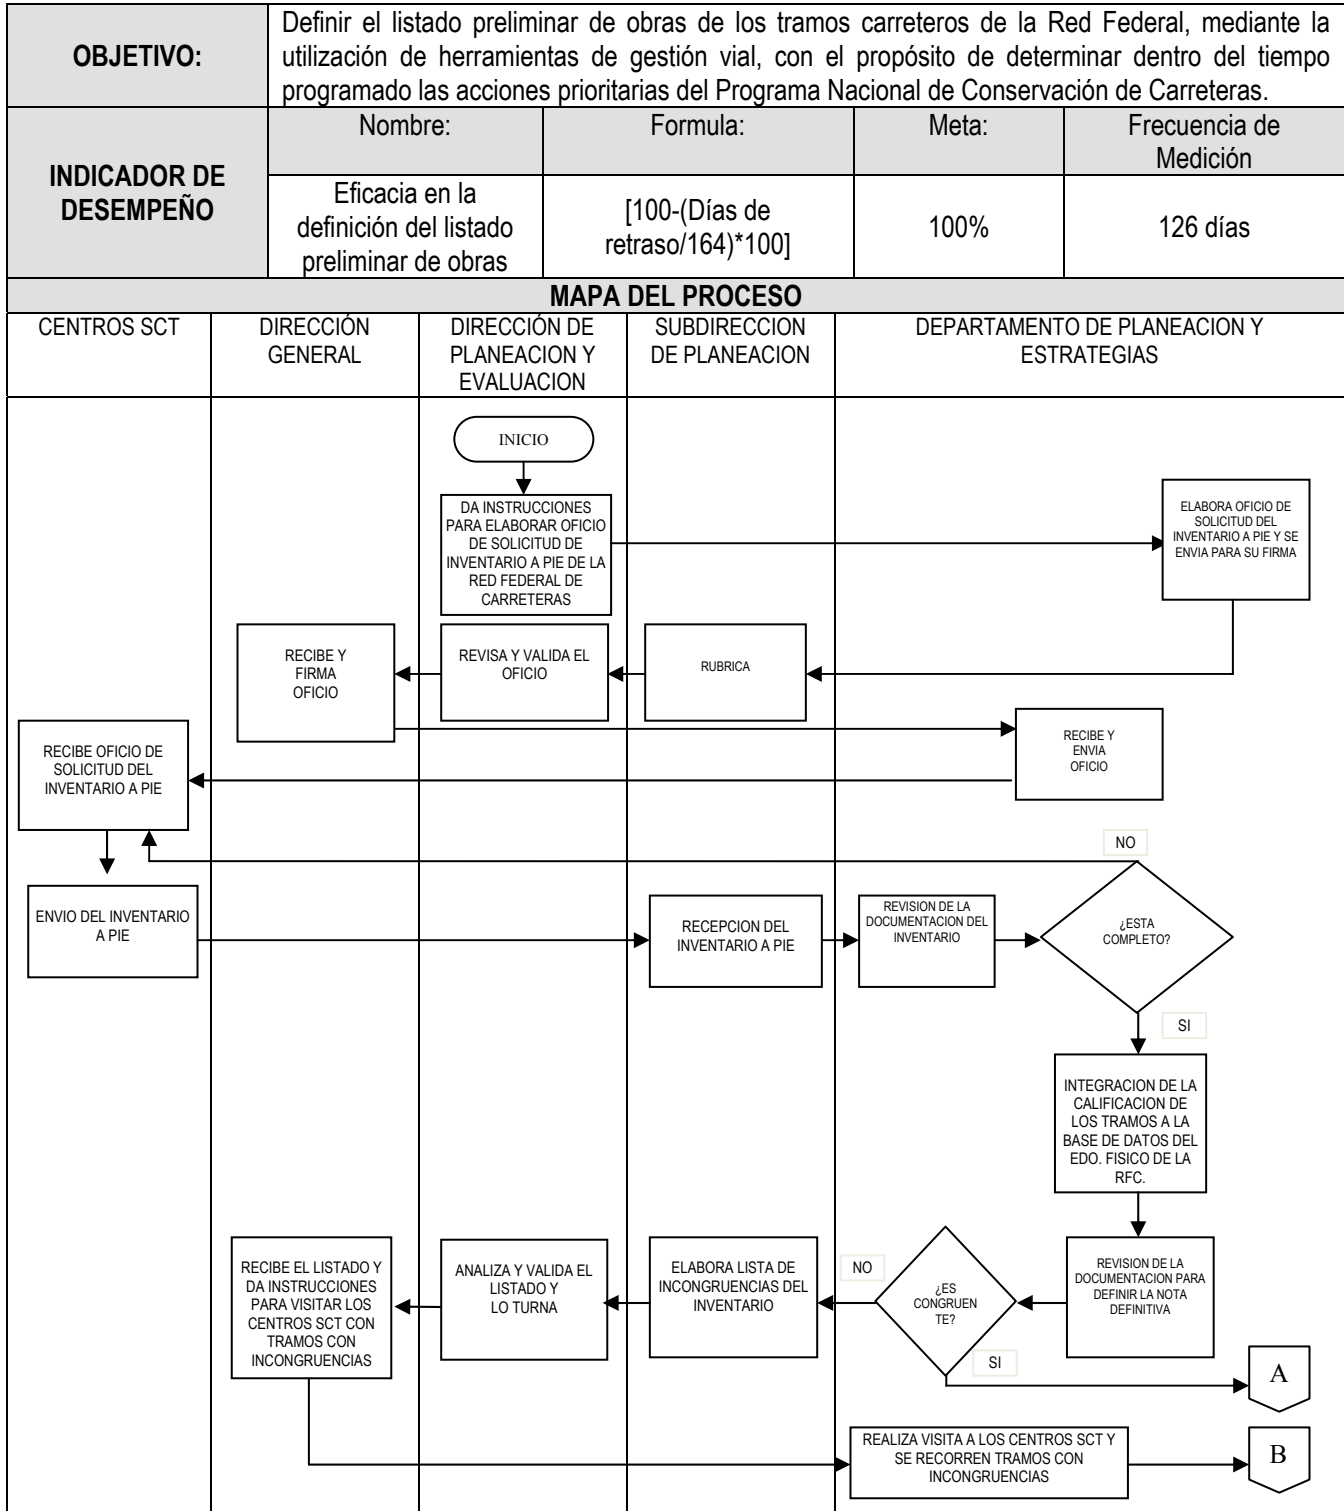 OBJETIVO:
Definir el listado preliminar de obras de los tramos carreteros de la Red Federal, mediante la
utilización de herramientas de gestión vial, con el propósito de determinar dentro del tiempo
programado las acciones prioritarias del Programa Nacional de Conservación de Carreteras.
INDICADOR DE
DESEMPEÑO
Nombre:
Formula:
Meta:
Frecuencia de
Medición
Eficacia en la
definición del listado
preliminar de obras
[100-(Días de
retraso/164)*100]
100%
126 días
MAPA DEL PROCESO
CENTROS SCT
DIRECCIÓN
GENERAL
DIRECCIÓN DE
PLANEACION Y
EVALUACION
SUBDIRECCION
DE PLANEACION
DEPARTAMENTO DE PLANEACION Y
ESTRATEGIAS
INICIO
DA INSTRUCCIONES
PARA ELABORAR OFICIO
DE SOLICITUD DE
INVENTARIO A PIE DE LA
RED FEDERAL DE
CARRETERAS
ELABORA OFICIO DE
SOLICITUD DEL
INVENTARIO A PIE Y SE
ENVIA PARA SU FIRMA
RECIBE Y
FIRMA
OFICIO
REVISA Y VALIDA EL
OFICIO
RUBRICA
RECIBE Y
ENVIA
OFICIO
RECIBE OFICIO DE
SOLICITUD DEL
INVENTARIO A PIE
NO
ENVIO DEL INVENTARIO
A PIE
RECEPCION DEL
INVENTARIO A PIE
REVISION DE LA
DOCUMENTACION DEL
INVENTARIO
¿ESTA
COMPLETO?
SI
INTEGRACION DE LA
CALIFICACION DE
LOS TRAMOS A LA
BASE DE DATOS DEL
EDO. FISICO DE LA
RFC.
RECIBE EL LISTADO Y
DA INSTRUCCIONES
PARA VISITAR LOS
CENTROS SCT CON
TRAMOS CON
INCONGRUENCIAS
ANALIZA Y VALIDA EL
LISTADO Y
LO TURNA
ELABORA LISTA DE
INCONGRUENCIAS DEL
INVENTARIO
NO
¿ES
CONGRUEN
TE?
REVISION DE LA
DOCUMENTACION PARA
DEFINIR LA NOTA
DEFINITIVA
SI
A
REALIZA VISITA A LOS CENTROS SCT Y
SE RECORREN TRAMOS CON
INCONGRUENCIAS
B